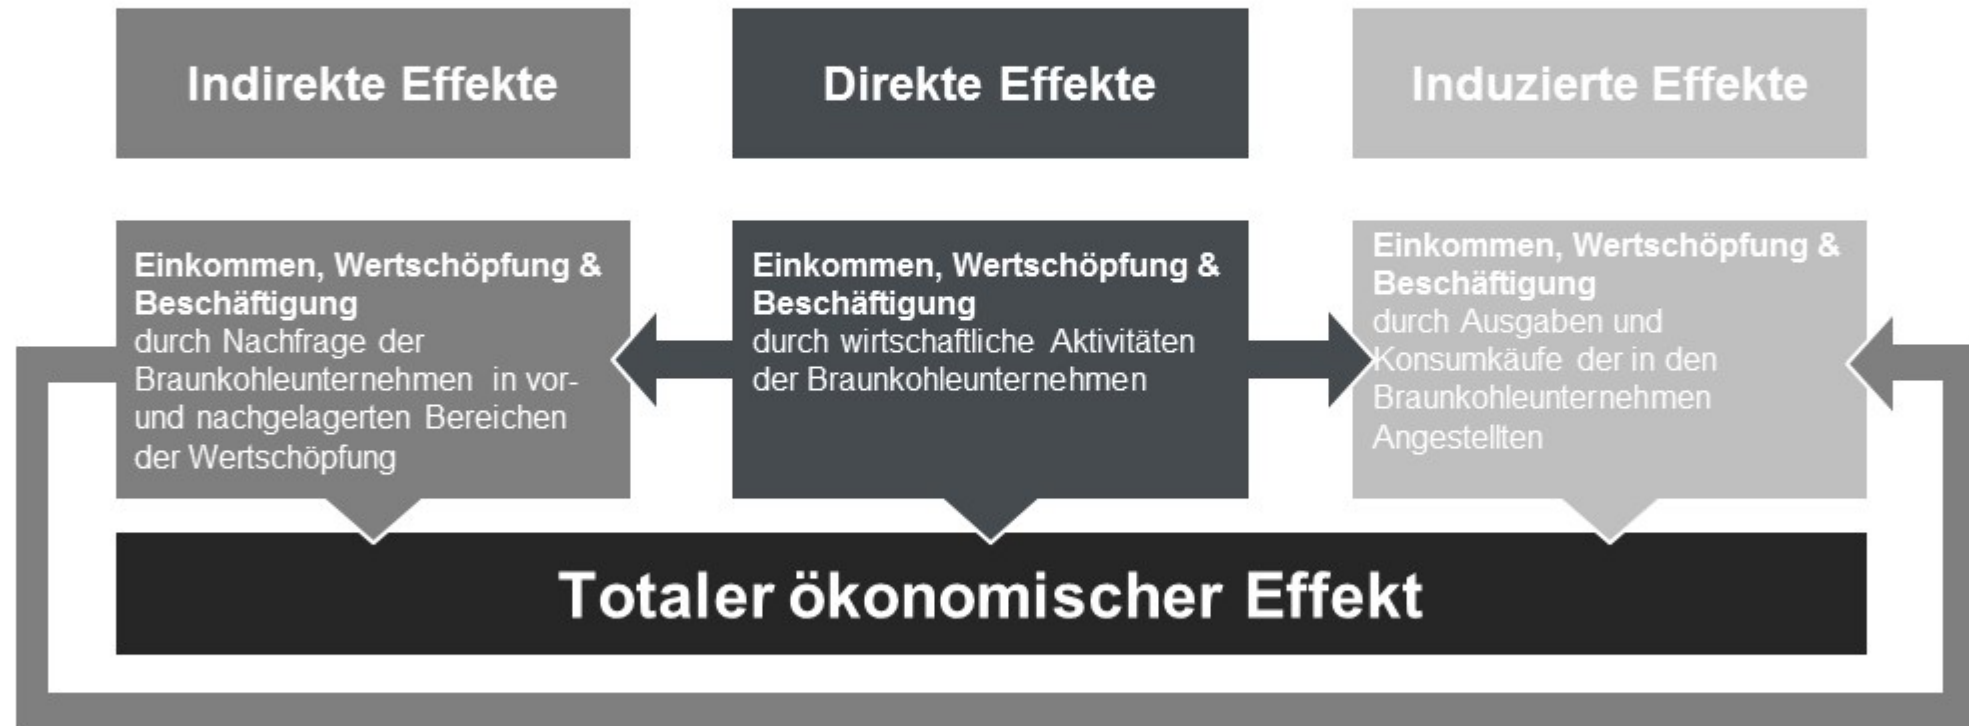 Indirekte Effekte
Direkte Effekte
Induzierte Effekte
Einkommen, Wertschöpfung &
Beschäftigung
durch Nachfrage der
Braunkohleunternehmen in vor-
und nachgelagerten Bereichen
der Wertschöpfung
Einkommen, Wertschöpfung &
Beschäftigung
durch wirtschaftliche Aktivitäten
der Braunkohleunternehmen
Einkommen, Wertschöpfung &
Beschäftigung
durch Ausgaben und
Konsumkäufe der in den
Braunkohleunternehmen
Angestellten
Totaler ökonomischer Effekt